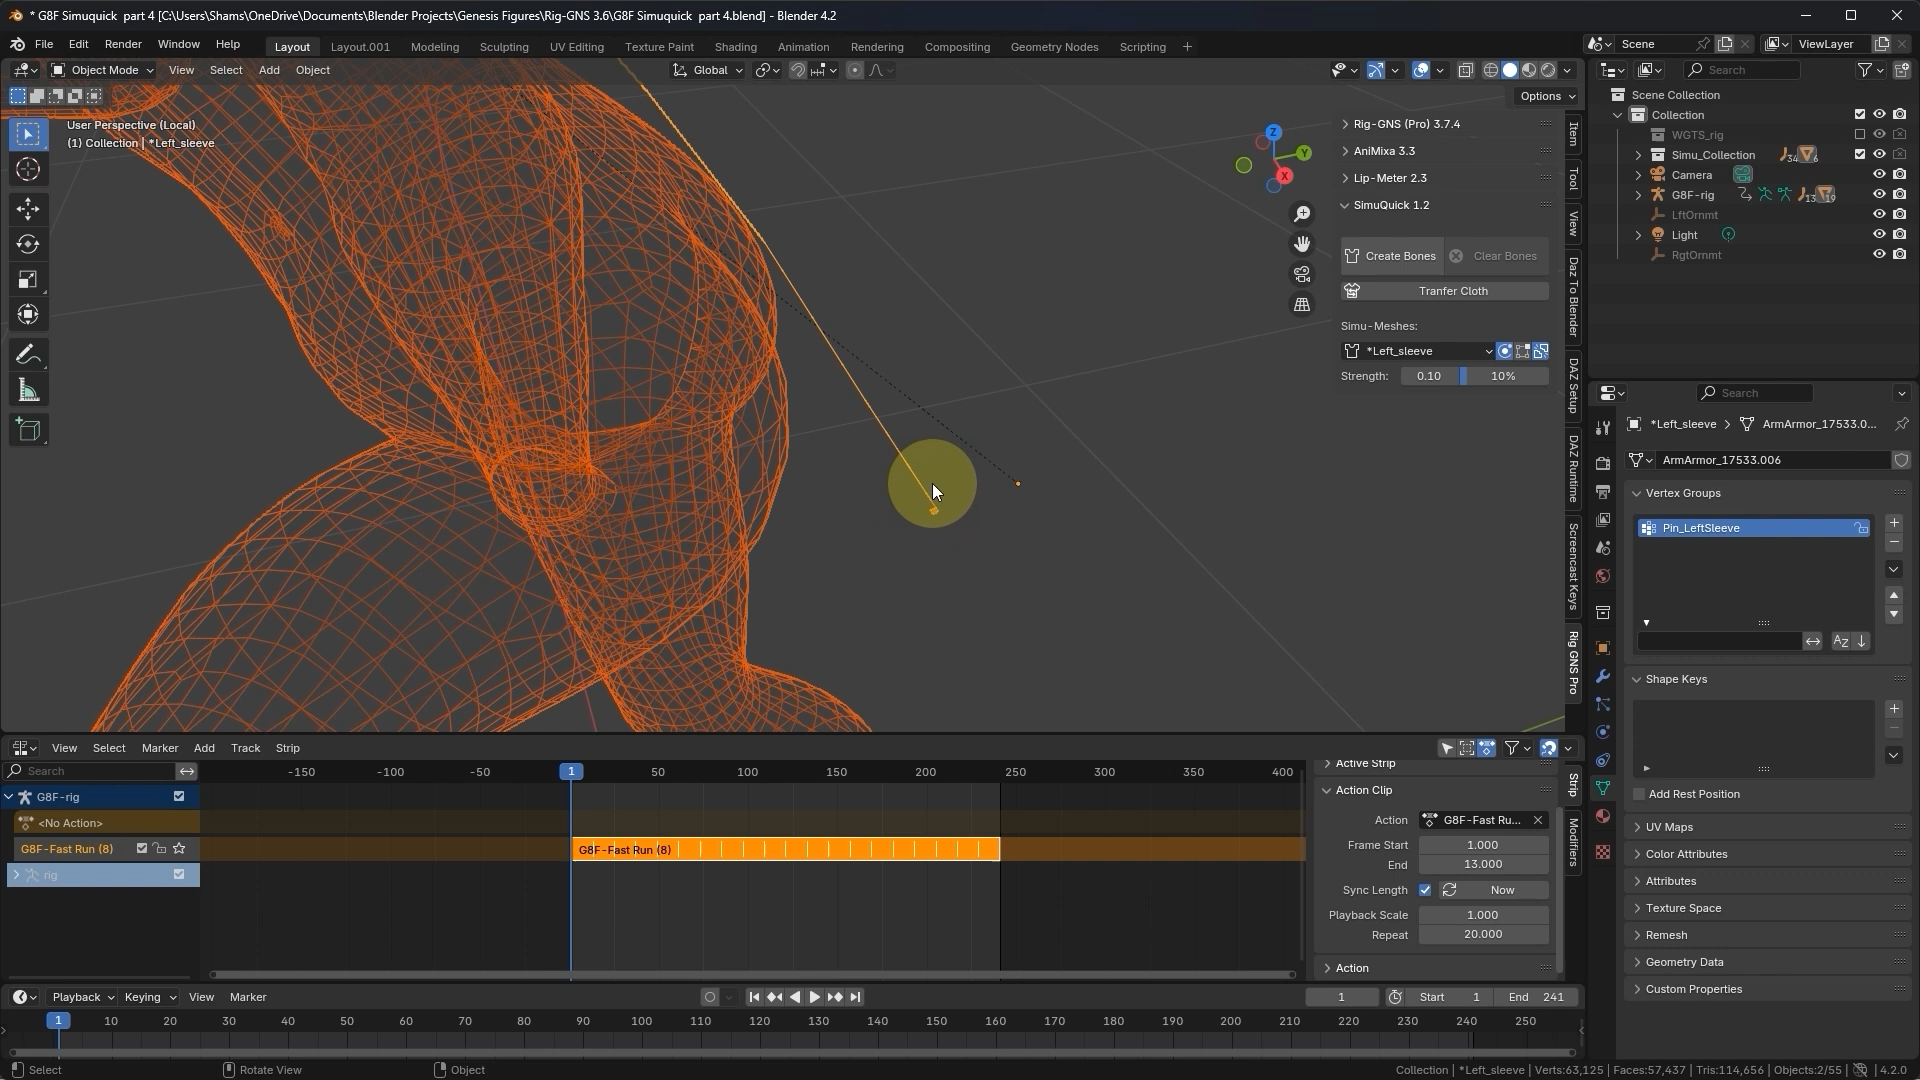 * G8F Simuquick  part 4 [C:\Users\Shams\OneDrive\Documents\Blender Projects\Genesis Figures\Rig-GNS 3.6\G8F Simuquick  part 4.blend] - Blender 4.2
File Edit Render Window Help Layout Layout.001 Modeling Sculpting UV Editing Texture Paint Shading Animation Rendering Compositing Geometry Nodes Scripting + Scene ViewLayer
Object Mode View Select Add Object Global
Options
User Perspective (Local)
(1) Collection | *Left_sleeve
Z
Y
X
Rig-GNS (Pro) 3.7.4
AniMixa 3.3
Lip-Meter 2.3
SimuQuick 1.2
Create Bones Clear Bones
Tranfer Cloth
Simu-Meshes:
*Left_sleeve
Strength: 0.10 10%
Item
Tool
View
Daz To Blender
DAZ Setup
DAZ Runtime
Screencast Keys
Rig GNS Pro
Search
Scene Collection
Collection
WGTS_rig
Simu_Collection 34 6
Camera
G8F-rig 13 19
LftOrnmt
Light
RgtOrnmt
Search
*Left_sleeve > ArmArmor_17533.0...
ArmArmor_17533.006
Vertex Groups
Pin_LeftSleeve
Shape Keys
Add Rest Position
UV Maps
Color Attributes
Attributes
Texture Space
Remesh
Geometry Data
Custom Properties
View Select Marker Add Track Strip
Search
-150 -100 -50 1 50 100 150 200 250 300 350 400
G8F-rig
<No Action>
G8F-Fast Run (8)
G8F-Fast Run (8)
rig
Active Strip
Action Clip
Action G8F-Fast Ru...
Frame Start 1.000
End 13.000
Sync Length Now
Playback Scale 1.000
Repeat 20.000
Action
Strip
Modifiers
Playback Keying View Marker 1 Start 1 End 241
1 10 20 30 40 50 60 70 80 90 100 110 120 130 140 150 160 170 180 190 200 210 220 230 240 250
Select Rotate View Object Collection | *Left_sleeve | Verts:63,125 | Faces:57,437 | Tris:114,656 | Objects:2/55 | 4.2.0